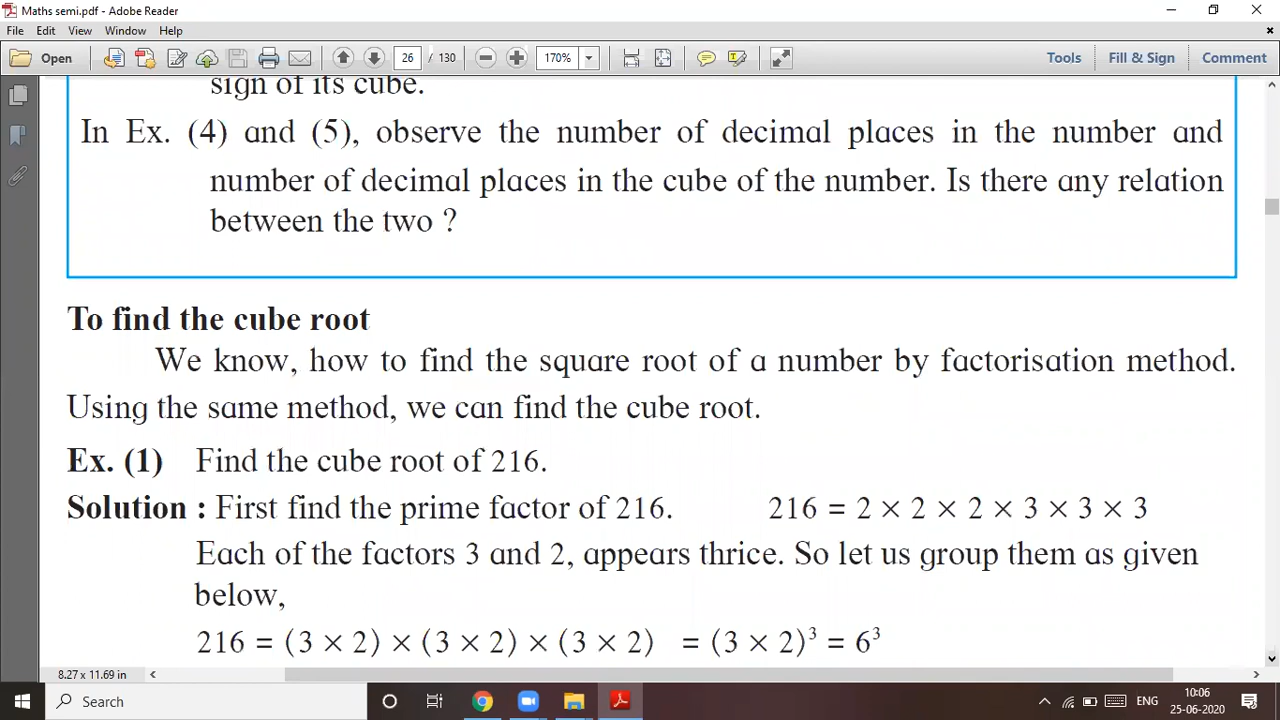 Maths semi.pdf - Adobe Reader
File Edit View Window Help
Open 26 / 130 170% Tools Fill & Sign Comment
sign of its cube.
In Ex. (4) and (5), observe the number of decimal places in the number and
number of decimal places in the cube of the number. Is there any relation
between the two ?
To find the cube root
We know, how to find the square root of a number by factorisation method.
Using the same method, we can find the cube root.
Ex. (1) Find the cube root of 216.
Solution : First find the prime factor of 216. 216 = 2 × 2 × 2 × 3 × 3 × 3
Each of the factors 3 and 2, appears thrice. So let us group them as given
below,
216 = (3 × 2) × (3 × 2) × (3 × 2) = (3 × 2)³ = 6³
8.27 x 11.69 in
Search ENG 10:06
25-06-2020